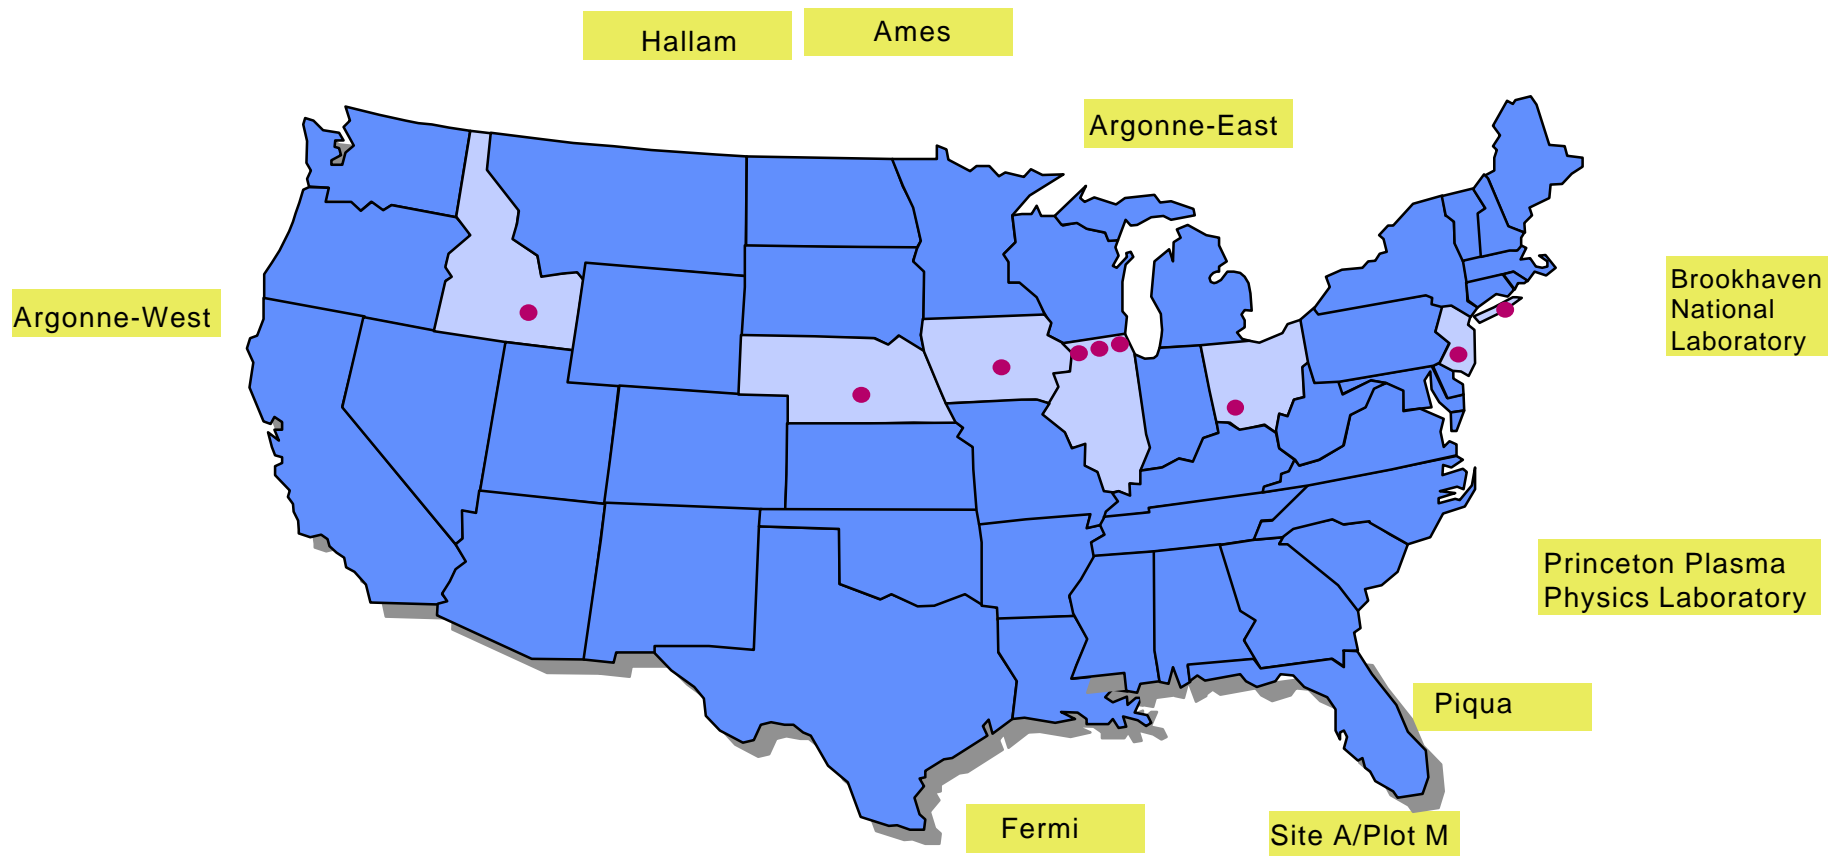 Hallam
Ames
Argonne-East
Argonne-West
Brookhaven
National
Laboratory
Princeton Plasma
Physics Laboratory
Piqua
Fermi
Site A/Plot M